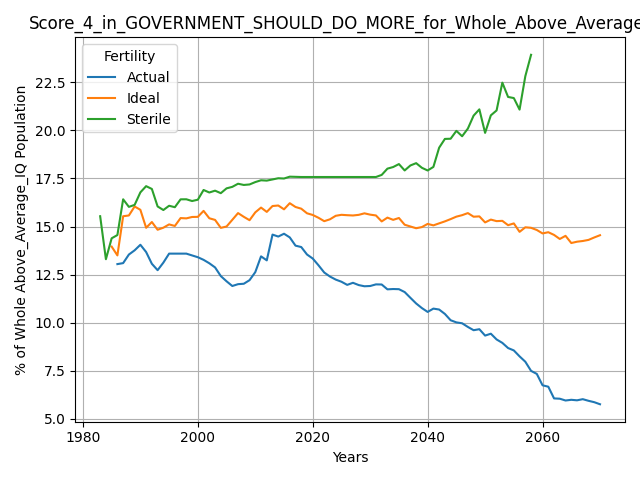 Score_4_in_GOVERNMENT_SHOULD_DO_MORE_for_Whole_Above_Average
Fertility
Actual
Ideal
Sterile
% of Whole Above_Average_IQ Population
22.5
20.0
17.5
15.0
12.5
10.0
7.5
5.0
1980 2000 2020 2040 2060
Years